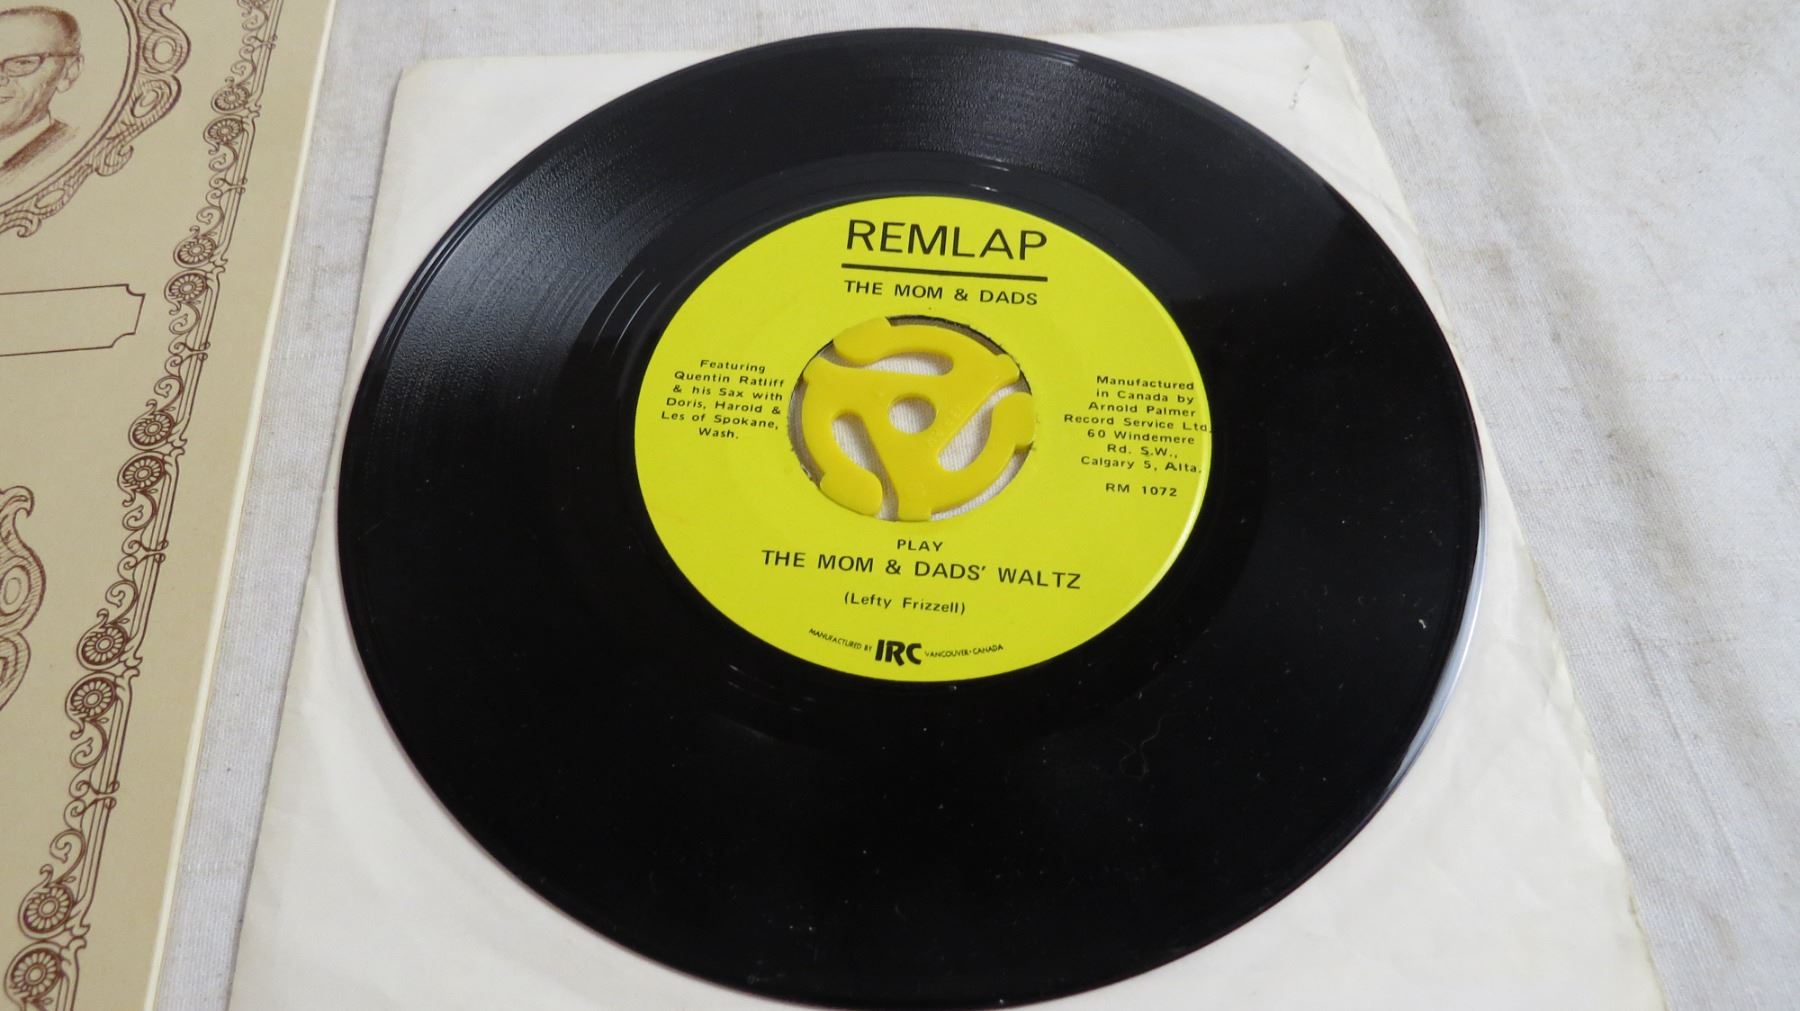 REMLAP
THE MOM & DADS
Featuring
Quentin Ratliff
& his Sax with
Doris, Harold &
Les of Spokane,
Wash.
Manufactured
in Canada by
Arnold Palmer
Record Service Ltd.
60 Windemere
Rd. S.W.,
Calgary 5, Alta.
RM 1072
PLAY
THE MOM & DADS' WALTZ
(Lefty Frizzell)
MANUFACTURED BY IRC VANCOUVER・CANADA